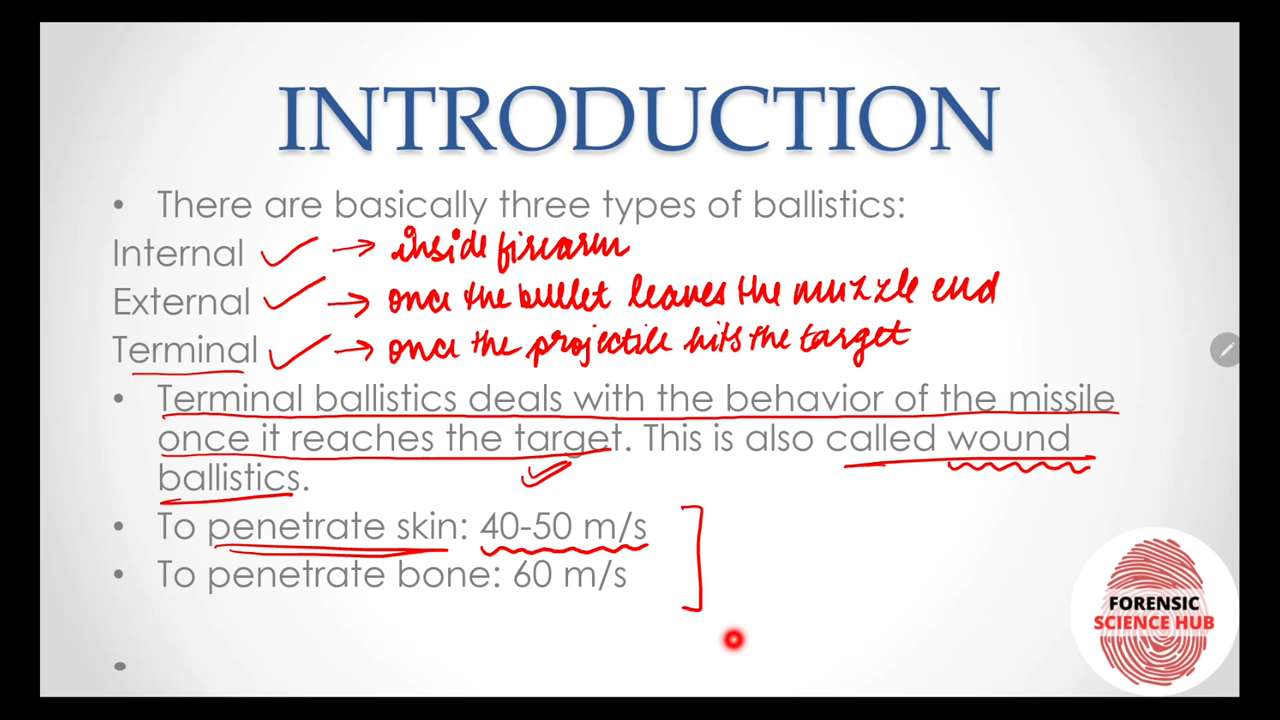 INTRODUCTION
• There are basically three types of ballistics:
Internal → inside firearm
External → once the bullet leaves the muzzle end
Terminal → once the projectile hits the target
• Terminal ballistics deals with the behavior of the missile
once it reaches the target. This is also called wound
ballistics.
• To penetrate skin: 40-50 m/s
• To penetrate bone: 60 m/s
•
FORENSIC
SCIENCE HUB